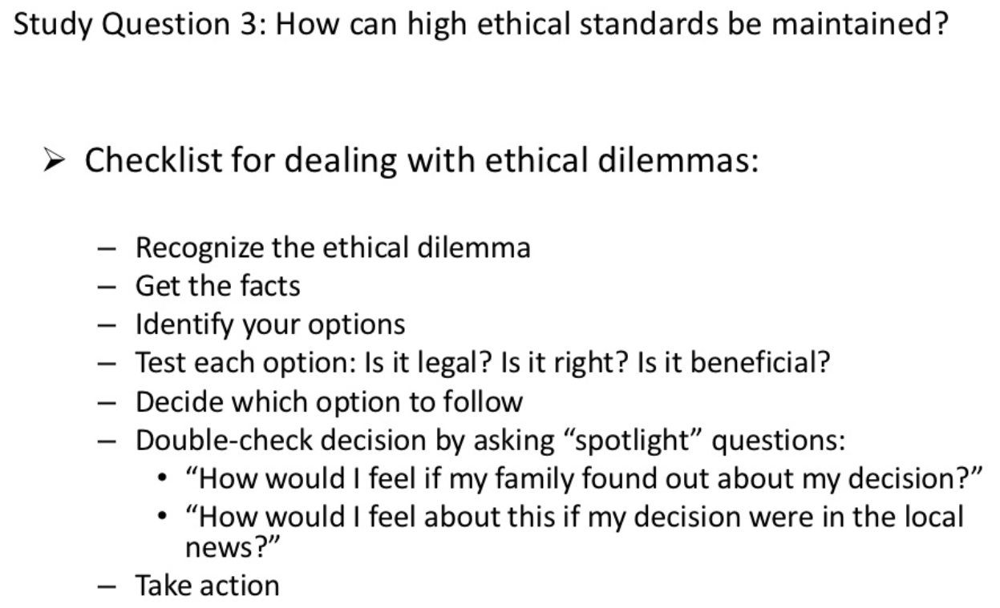 Study Question 3: How can high ethical standards be maintained?
➢ Checklist for dealing with ethical dilemmas:
– Recognize the ethical dilemma
– Get the facts
– Identify your options
– Test each option: Is it legal? Is it right? Is it beneficial?
– Decide which option to follow
– Double-check decision by asking “spotlight” questions:
• “How would I feel if my family found out about my decision?”
• “How would I feel about this if my decision were in the local
news?”
– Take action